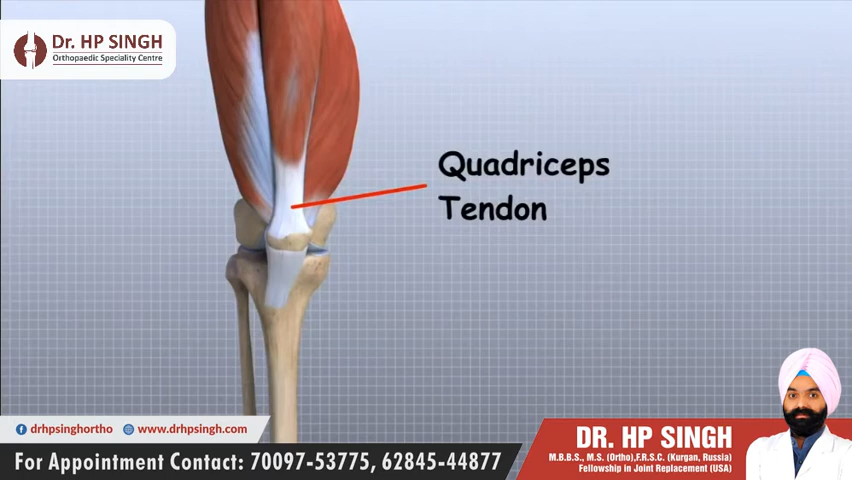 Dr. HP SINGH
Orthopaedic Speciality Centre
Quadriceps
Tendon
drhpsinghortho www.drhpsingh.com
For Appointment Contact: 70097-53775, 62845-44877
DR. HP SINGH
M.B.B.S., M.S. (Ortho),F.R.S.C. (Kurgan, Russia)
Fellowship in Joint Replacement (USA)